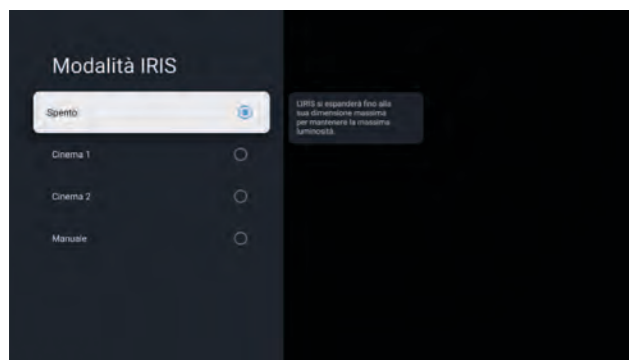 Modalità IRIS
Spento
L'IRIS si espanderà fino alla
sua dimensione massima
per mantenere la massima
luminosità.
Cinema 1
Cinema 2
Manuale